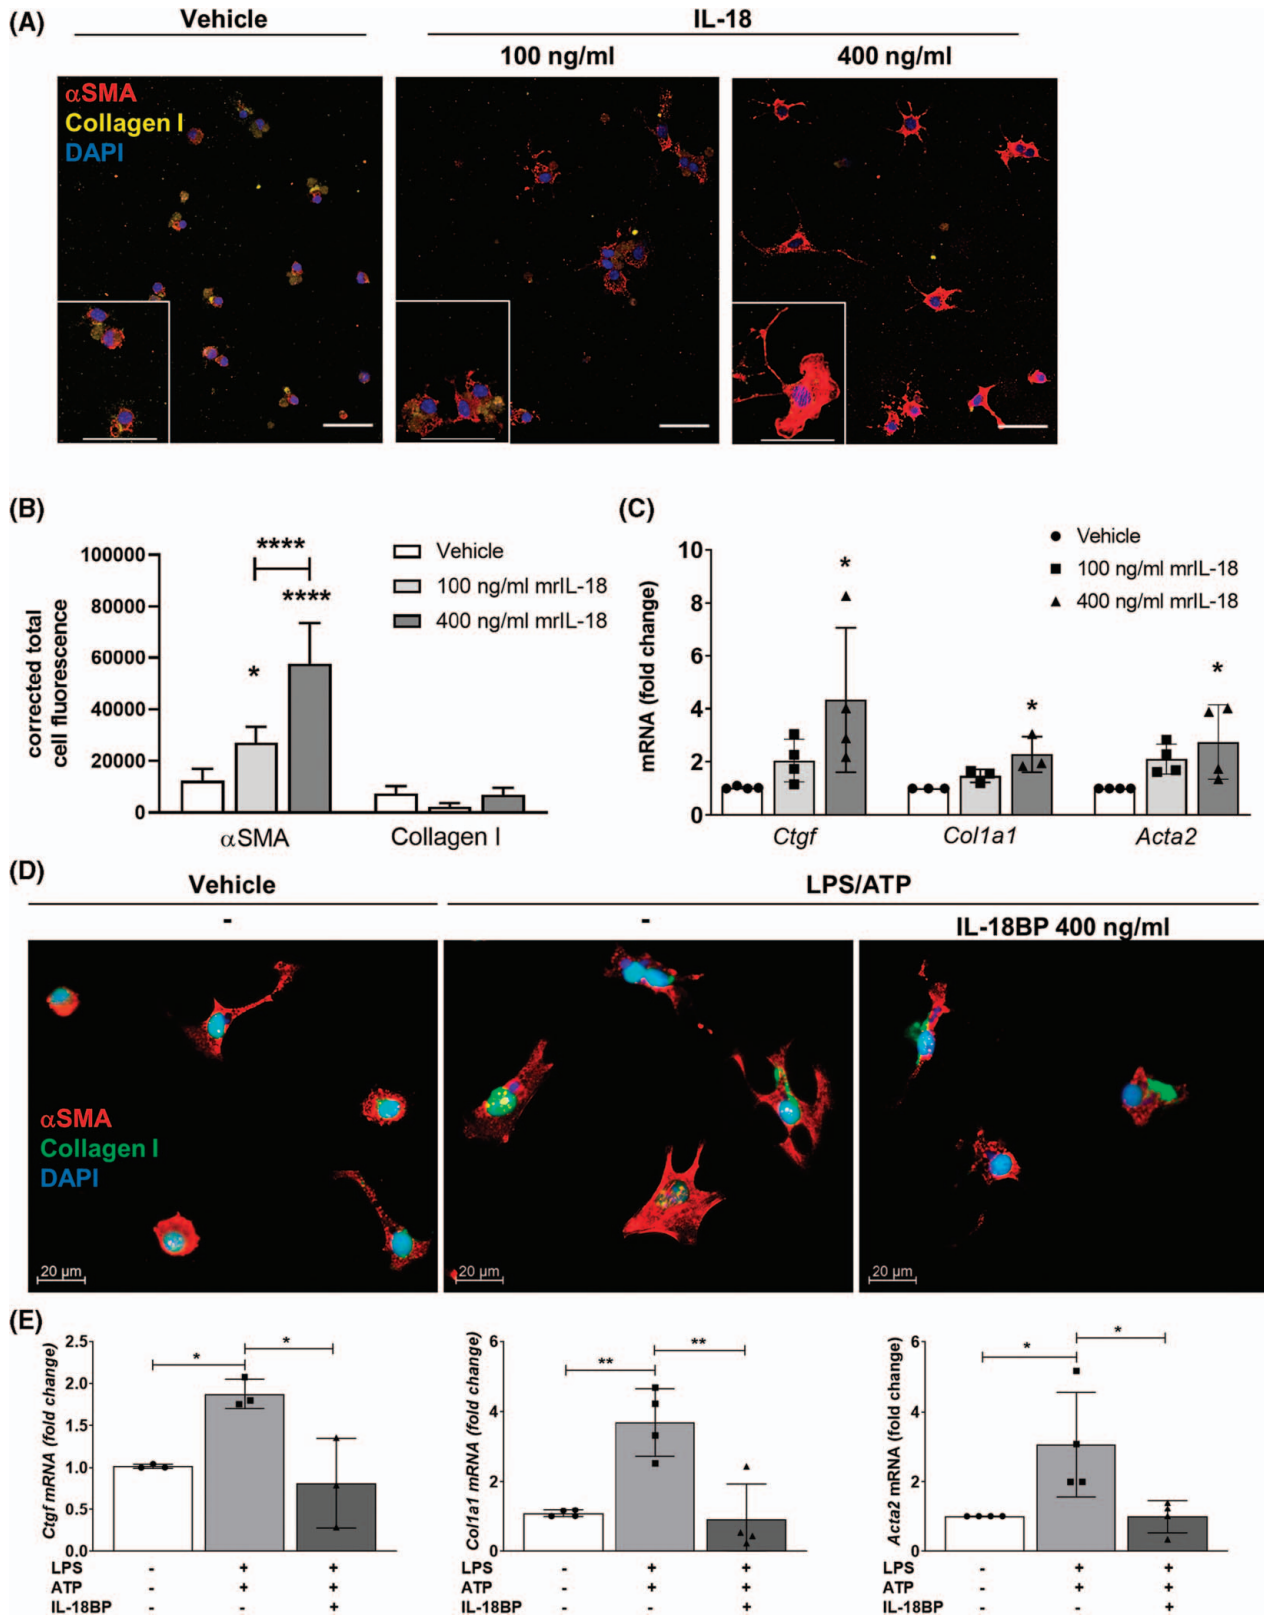 (A)
Vehicle
IL-18
100 ng/ml
400 ng/ml
αSMA
Collagen I
DAPI
(B)
corrected total
cell fluorescence
100000
80000
60000
40000
20000
0
****
****
*
αSMA
Collagen I
Vehicle
100 ng/ml mrIL-18
400 ng/ml mrIL-18
(C)
mRNA (fold change)
10
8
6
4
2
0
*
*
*
Ctgf
Col1a1
Acta2
Vehicle
100 ng/ml mrIL-18
400 ng/ml mrIL-18
(D)
Vehicle
LPS/ATP
-
-
IL-18BP 400 ng/ml
αSMA
Collagen I
DAPI
20 µm
20 µm
20 µm
(E)
Ctgf mRNA (fold change)
2.5
2.0
1.5
1.0
0.5
0.0
*
*
LPS - + +
ATP - + +
IL-18BP - - +
Col1a1 mRNA (fold change)
6
4
2
0
**
**
LPS - + +
ATP - + +
IL-18BP - - +
Acta2 mRNA (fold change)
6
4
2
0
*
*
LPS - + +
ATP - + +
IL-18BP - - +